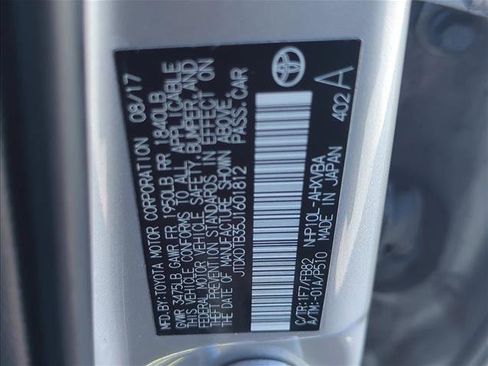 MFD.BY:TOYOTA MOTOR CORPORATION 08/17
GVWR 3475LB GAWR FR 1950LB RR 1840LB
THIS VEHICLE CONFORMS TO ALL APPLICABLE
FEDERAL MOTOR VEHICLE SAFETY, BUMPER, AND
THEFT PREVENTION STANDARDS IN EFFECT ON
THE DATE OF MANUFACTURE SHOWN ABOVE.
JTDKDTB35J1601812 PASS.CAR
C/TR:1F7/FB82 NHP10L-AHXVBA
A/TM:-01A/P510 MADE IN JAPAN
402 A